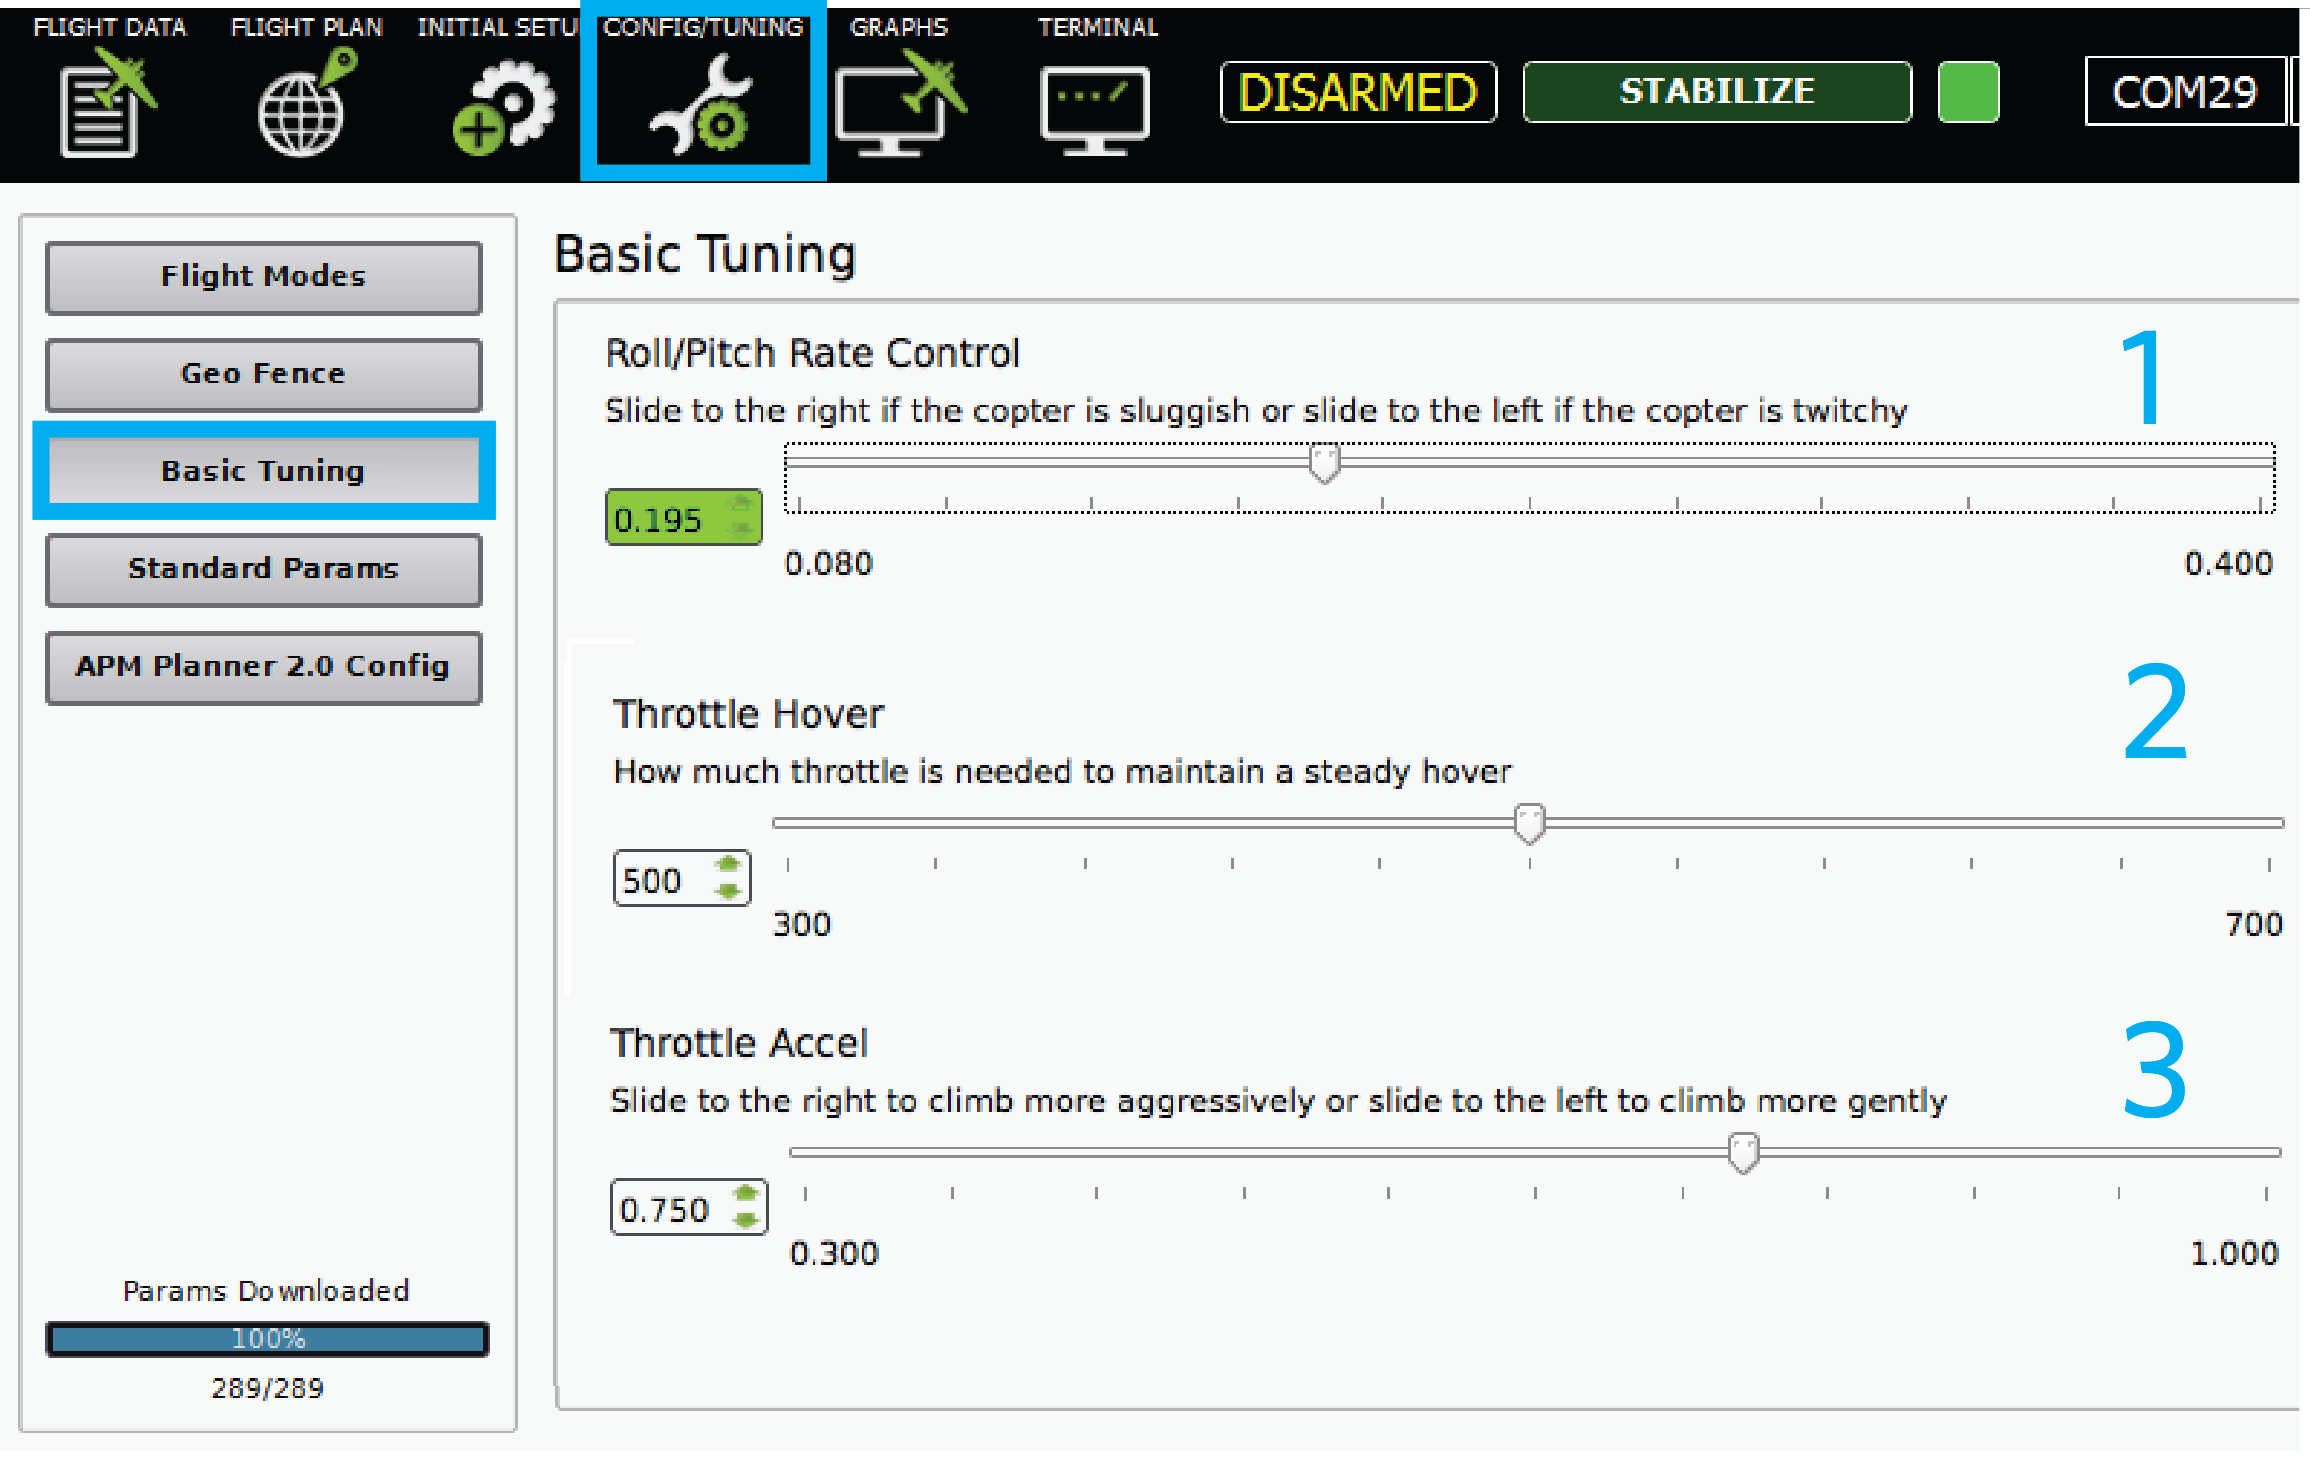 FLIGHT DATA FLIGHT PLAN INITIAL SETU CONFIG/TUNING GRAPHS TERMINAL
DISARMED STABILIZE COM29
Flight Modes
Geo Fence
Basic Tuning
Standard Params
APM Planner 2.0 Config
Params Downloaded
100%
289/289
Basic Tuning
Roll/Pitch Rate Control
1
Slide to the right if the copter is sluggish or slide to the left if the copter is twitchy
0.195
0.080 0.400
Throttle Hover
2
How much throttle is needed to maintain a steady hover
500
300 700
Throttle Accel
3
Slide to the right to climb more aggressively or slide to the left to climb more gently
0.750
0.300 1.000